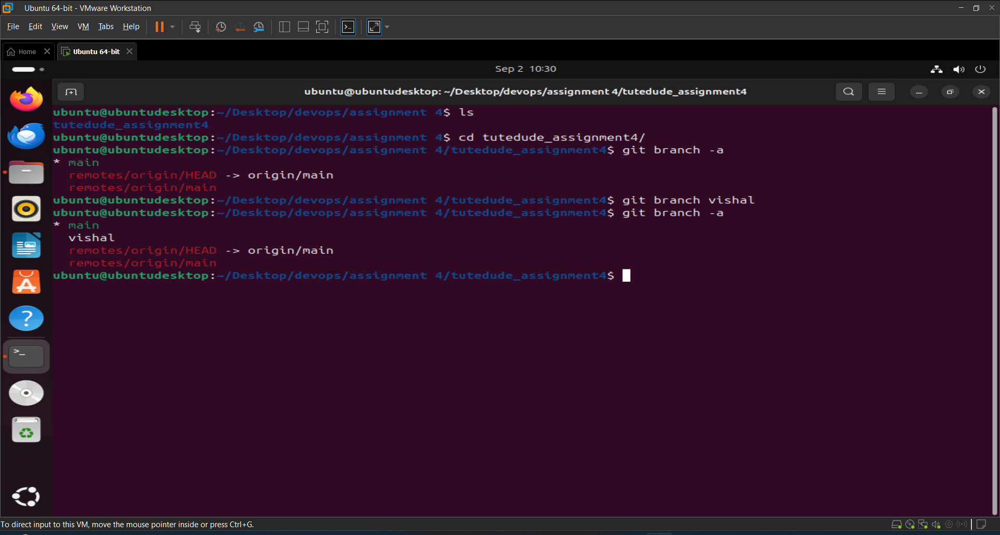 Ubuntu 64-bit - VMware Workstation
File Edit View VM Tabs Help
Home Ubuntu 64-bit
Sep 2 10:30
ubuntu@ubuntudesktop: ~/Desktop/devops/assignment 4/tutedude_assignment4
ubuntu@ubuntudesktop:~/Desktop/devops/assignment 4$ ls
tutedude_assignment4
ubuntu@ubuntudesktop:~/Desktop/devops/assignment 4$ cd tutedude_assignment4/
ubuntu@ubuntudesktop:~/Desktop/devops/assignment 4/tutedude_assignment4$ git branch -a
* main
remotes/origin/HEAD -> origin/main
remotes/origin/main
ubuntu@ubuntudesktop:~/Desktop/devops/assignment 4/tutedude_assignment4$ git branch vishal
ubuntu@ubuntudesktop:~/Desktop/devops/assignment 4/tutedude_assignment4$ git branch -a
* main
vishal
remotes/origin/HEAD -> origin/main
remotes/origin/main
ubuntu@ubuntudesktop:~/Desktop/devops/assignment 4/tutedude_assignment4$
To direct input to this VM, move the mouse pointer inside or press Ctrl+G.